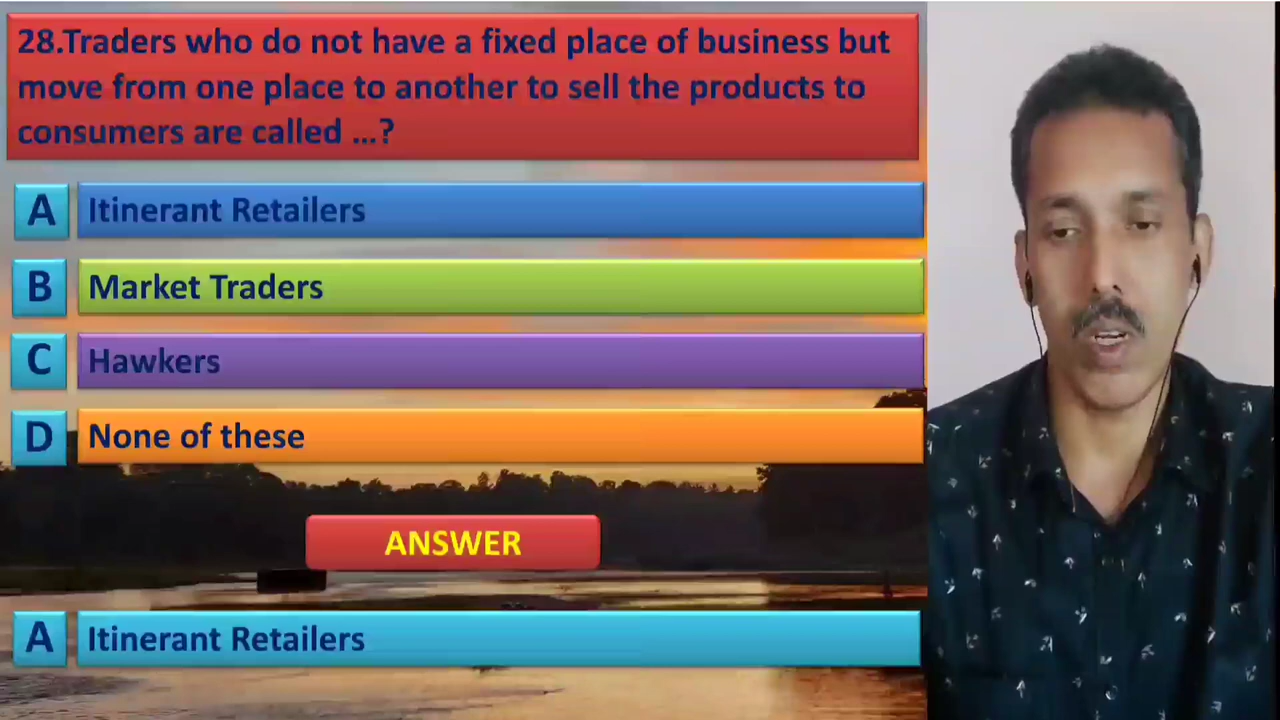 28.Traders who do not have a fixed place of business but
move from one place to another to sell the products to
consumers are called ...?
A Itinerant Retailers
B Market Traders
C Hawkers
D None of these
ANSWER
A Itinerant Retailers